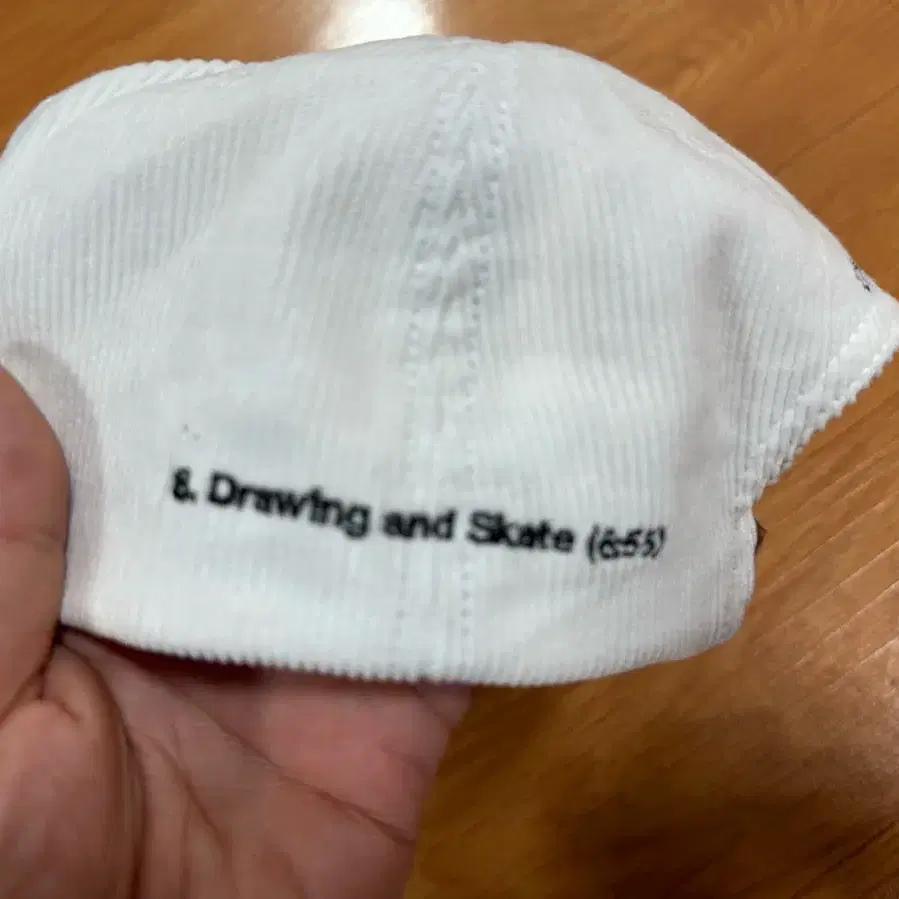 8. Drawing and Skate (6:55)